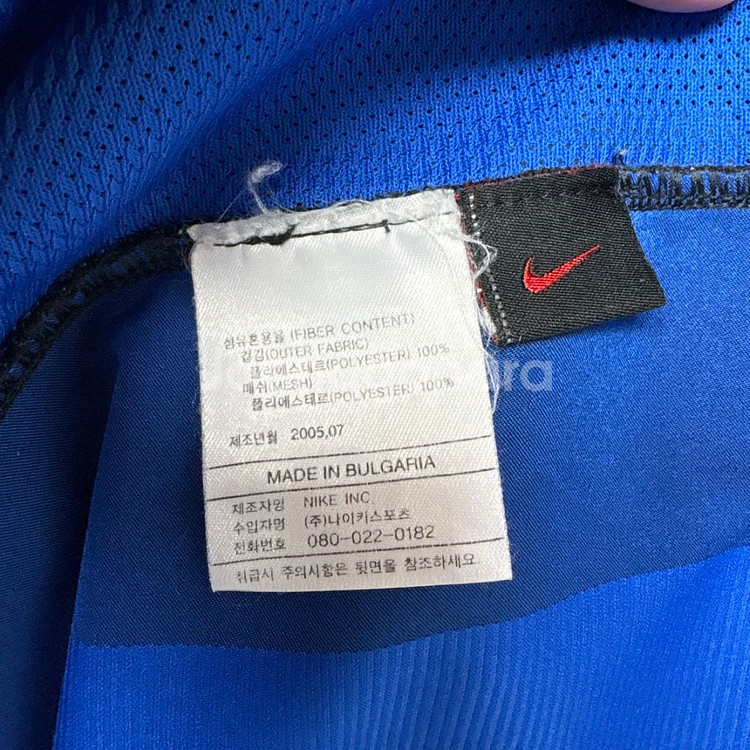 섬유혼용율 (FIBER CONTENT)
겉감(OUTER FABRIC)
폴리에스테르(POLYESTER) 100%
매쉬(MESH)
폴리에스테르(POLYESTER) 100%
제조년월 2005,07
MADE IN BULGARIA
제조자명 NIKE INC.
수입자명 (주)나이키스포츠
전화번호 080-022-0182
취급시 주의사항은 뒷면을 참조하세요.